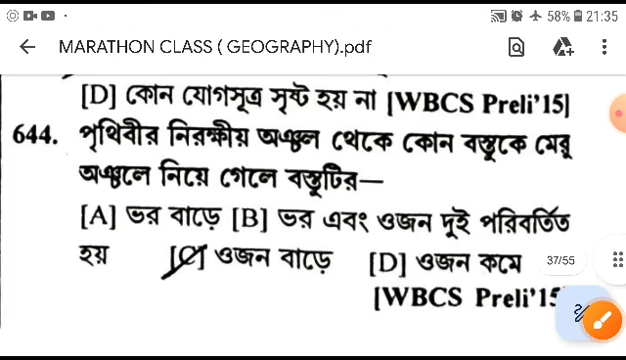 58% 21:35
MARATHON CLASS ( GEOGRAPHY).pdf
[D] কোন যোগসূত্র সৃষ্ট হয় না [WBCS Preli'15]
644. পৃথিবীর নিরক্ষীয় অঞ্চল থেকে কোন বস্তুকে মেরু
অঞ্চলে নিয়ে গেলে বস্তুটির—
[A] ভর বাড়ে [B] ভর এবং ওজন দুই পরিবর্তিত
হয় [C] ওজন বাড়ে [D] ওজন কমে 37/55
[WBCS Preli'15